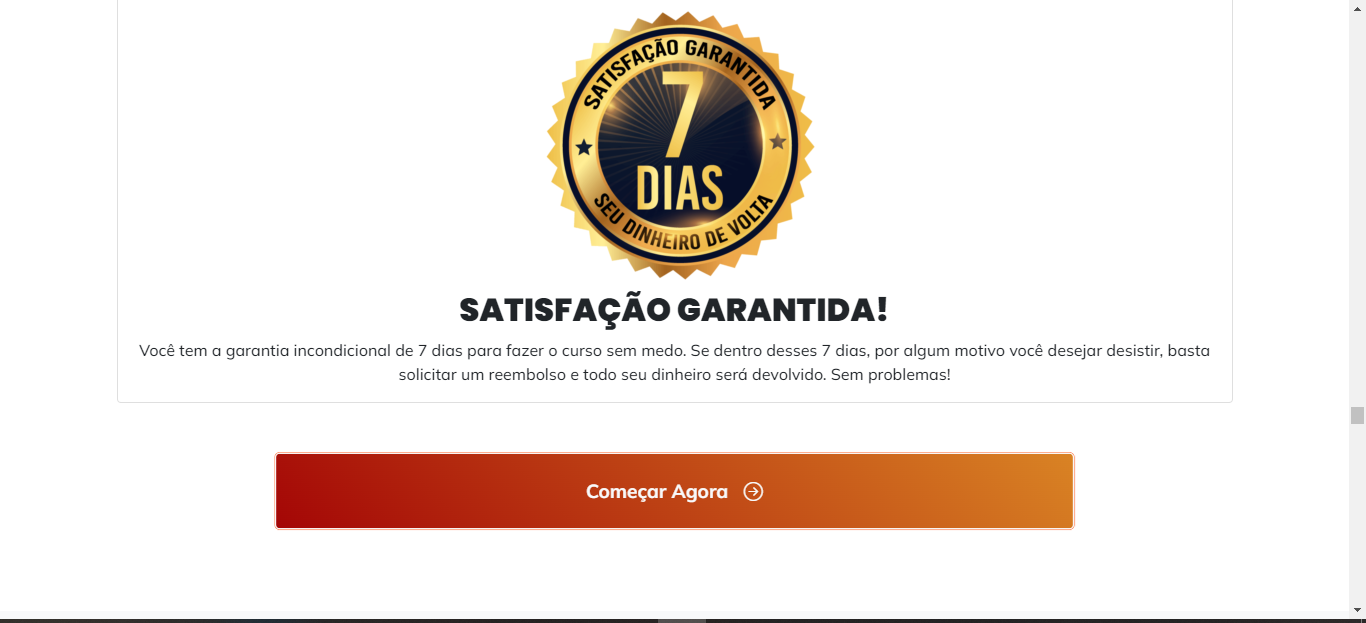 SATISFAÇÃO GARANTIDA
7
DIAS
SEU DINHEIRO DE VOLTA
SATISFAÇÃO GARANTIDA!
Você tem a garantia incondicional de 7 dias para fazer o curso sem medo. Se dentro desses 7 dias, por algum motivo você desejar desistir, basta
solicitar um reembolso e todo seu dinheiro será devolvido. Sem problemas!
Começar Agora